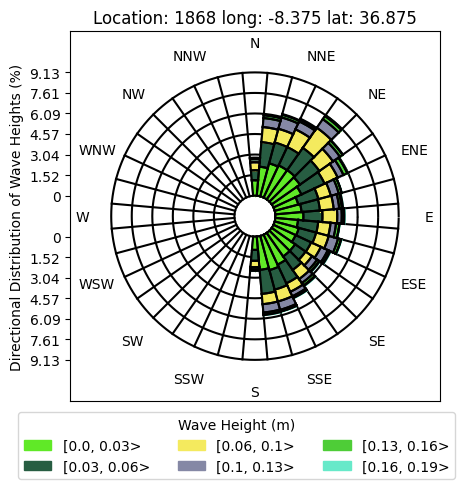 Location: 1868 long: -8.375 lat: 36.875
Directional Distribution of Wave Heights (%)
9.13
7.61
6.09
4.57
3.04
1.52
0
0
1.52
3.04
4.57
6.09
7.61
9.13
N
NNE
NE
ENE
E
ESE
SE
SSE
S
SSW
SW
WSW
W
WNW
NW
NNW
Wave Height (m)
[0.0, 0.03>
[0.03, 0.06>
[0.06, 0.1>
[0.1, 0.13>
[0.13, 0.16>
[0.16, 0.19>